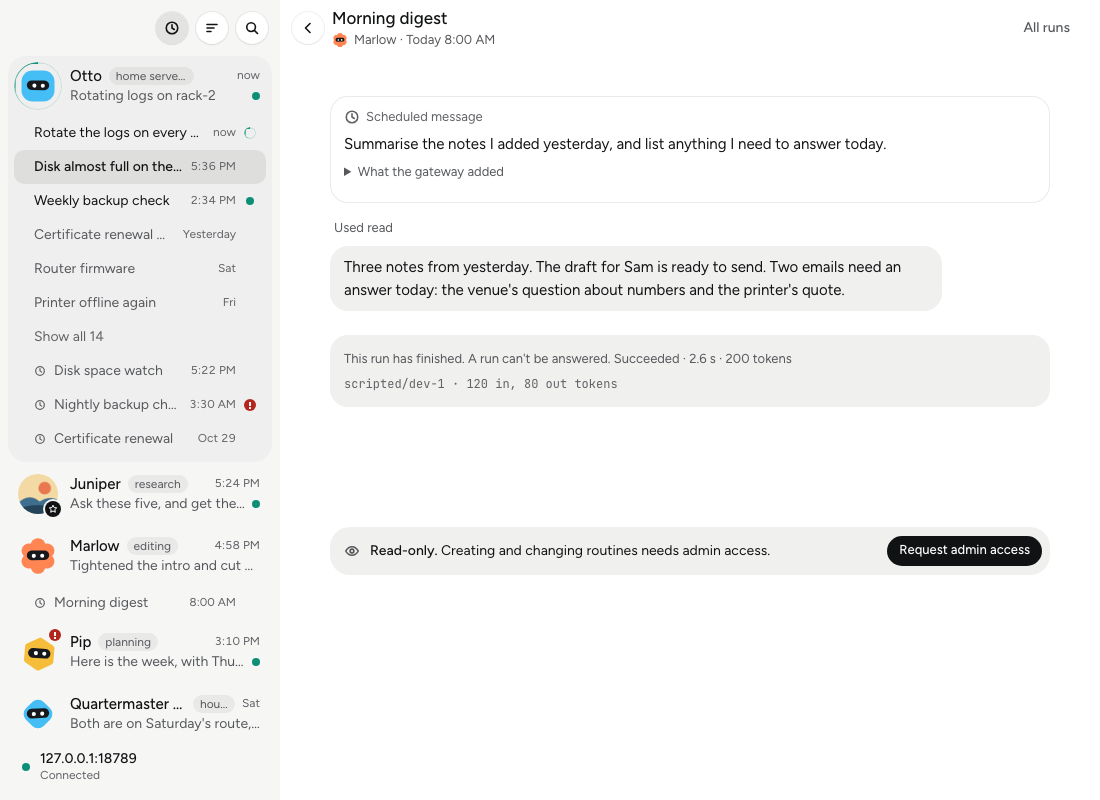 Otto home serve… now
Rotating logs on rack-2
Rotate the logs on every … now
Disk almost full on the… 5:36 PM
Weekly backup check 2:34 PM
Certificate renewal … Yesterday
Router firmware Sat
Printer offline again Fri
Show all 14
Disk space watch 5:22 PM
Nightly backup ch… 3:30 AM
Certificate renewal Oct 29
Juniper research 5:24 PM
Ask these five, and get the…
Marlow editing 4:58 PM
Tightened the intro and cut …
Morning digest 8:00 AM
Pip planning 3:10 PM
Here is the week, with Thu…
Quartermaster … hou… Sat
Both are on Saturday's route,…
127.0.0.1:18789
Connected
Morning digest
Marlow · Today 8:00 AM
All runs
Scheduled message
Summarise the notes I added yesterday, and list anything I need to answer today.
What the gateway added
Used read
Three notes from yesterday. The draft for Sam is ready to send. Two emails need an
answer today: the venue's question about numbers and the printer's quote.
This run has finished. A run can't be answered. Succeeded · 2.6 s · 200 tokens
scripted/dev-1 · 120 in, 80 out tokens
Read-only. Creating and changing routines needs admin access.
Request admin access